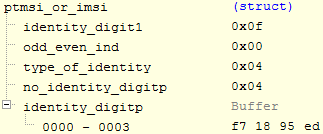 ptmsi_or_imsi (struct)
identity_digit1 0x0f
odd_even_ind 0x00
type_of_identity 0x04
no_identity_digitp 0x04
identity_digitp Buffer
0000 - 0003 f7 18 95 ed